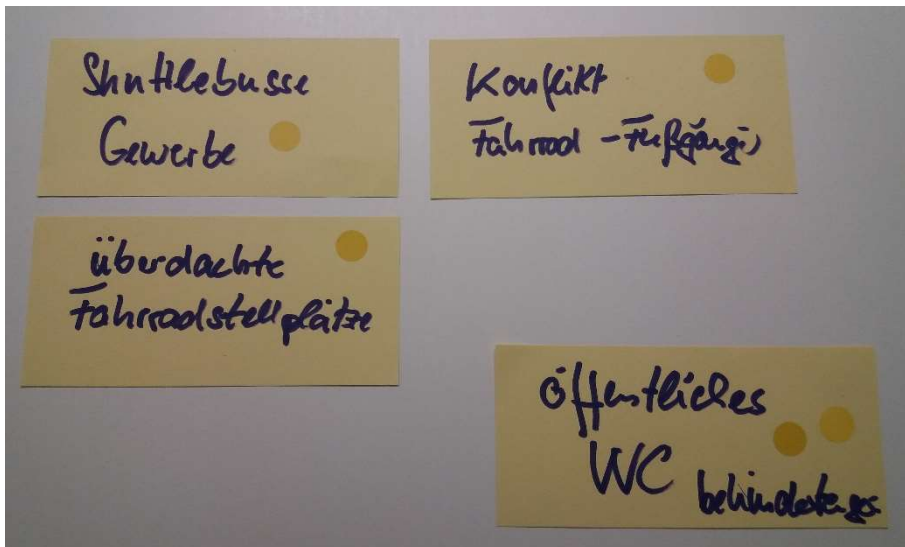 Shuttlebusse
Gewerbe
Konflikt
Fahrrad - Fußgänger
überdachte
Fahrradstellplätze
öffentliches
WC